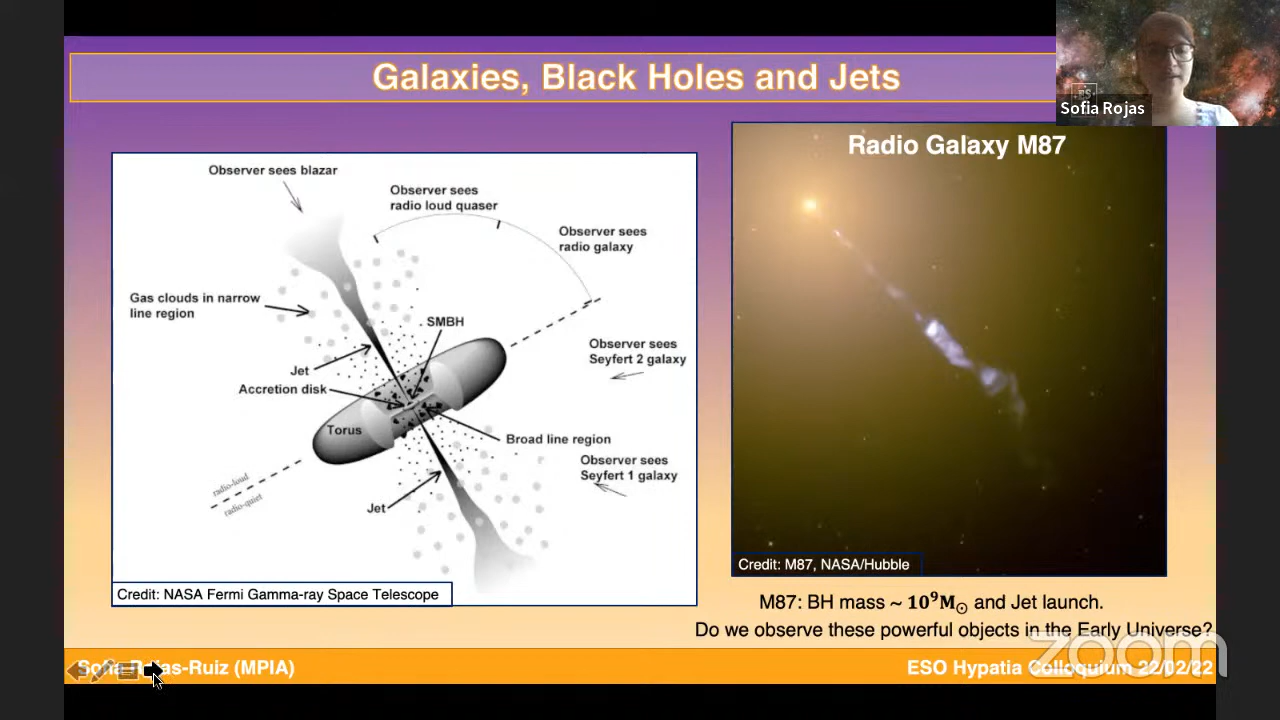 Galaxies, Black Holes and Jets
Sofia Rojas
Observer sees blazar
Observer sees
radio loud quaser
Observer sees
radio galaxy
Gas clouds in narrow
line region
SMBH
Observer sees
Seyfert 2 galaxy
Jet
Accretion disk
Torus
Broad line region
Observer sees
Seyfert 1 galaxy
radio-loud
radio-quiet
Jet
Credit: NASA Fermi Gamma-ray Space Telescope
Radio Galaxy M87
Credit: M87, NASA/Hubble
M87: BH mass ~ 10⁹M☉ and Jet launch.
Do we observe these powerful objects in the Early Universe?
zoom
Sofia Rojas-Ruiz (MPIA)
ESO Hypatia Colloquium 22/02/22